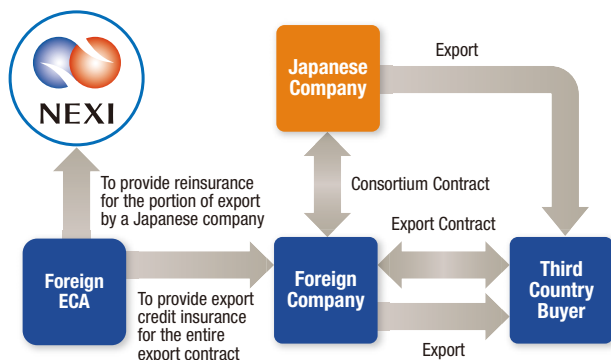 NEXI
Japanese
Company
Export
To provide reinsurance
for the portion of export
by a Japanese company
Consortium Contract
Export Contract
Foreign
ECA
To provide export
credit insurance
for the entire
export contract
Foreign
Company
Export
Third
Country
Buyer